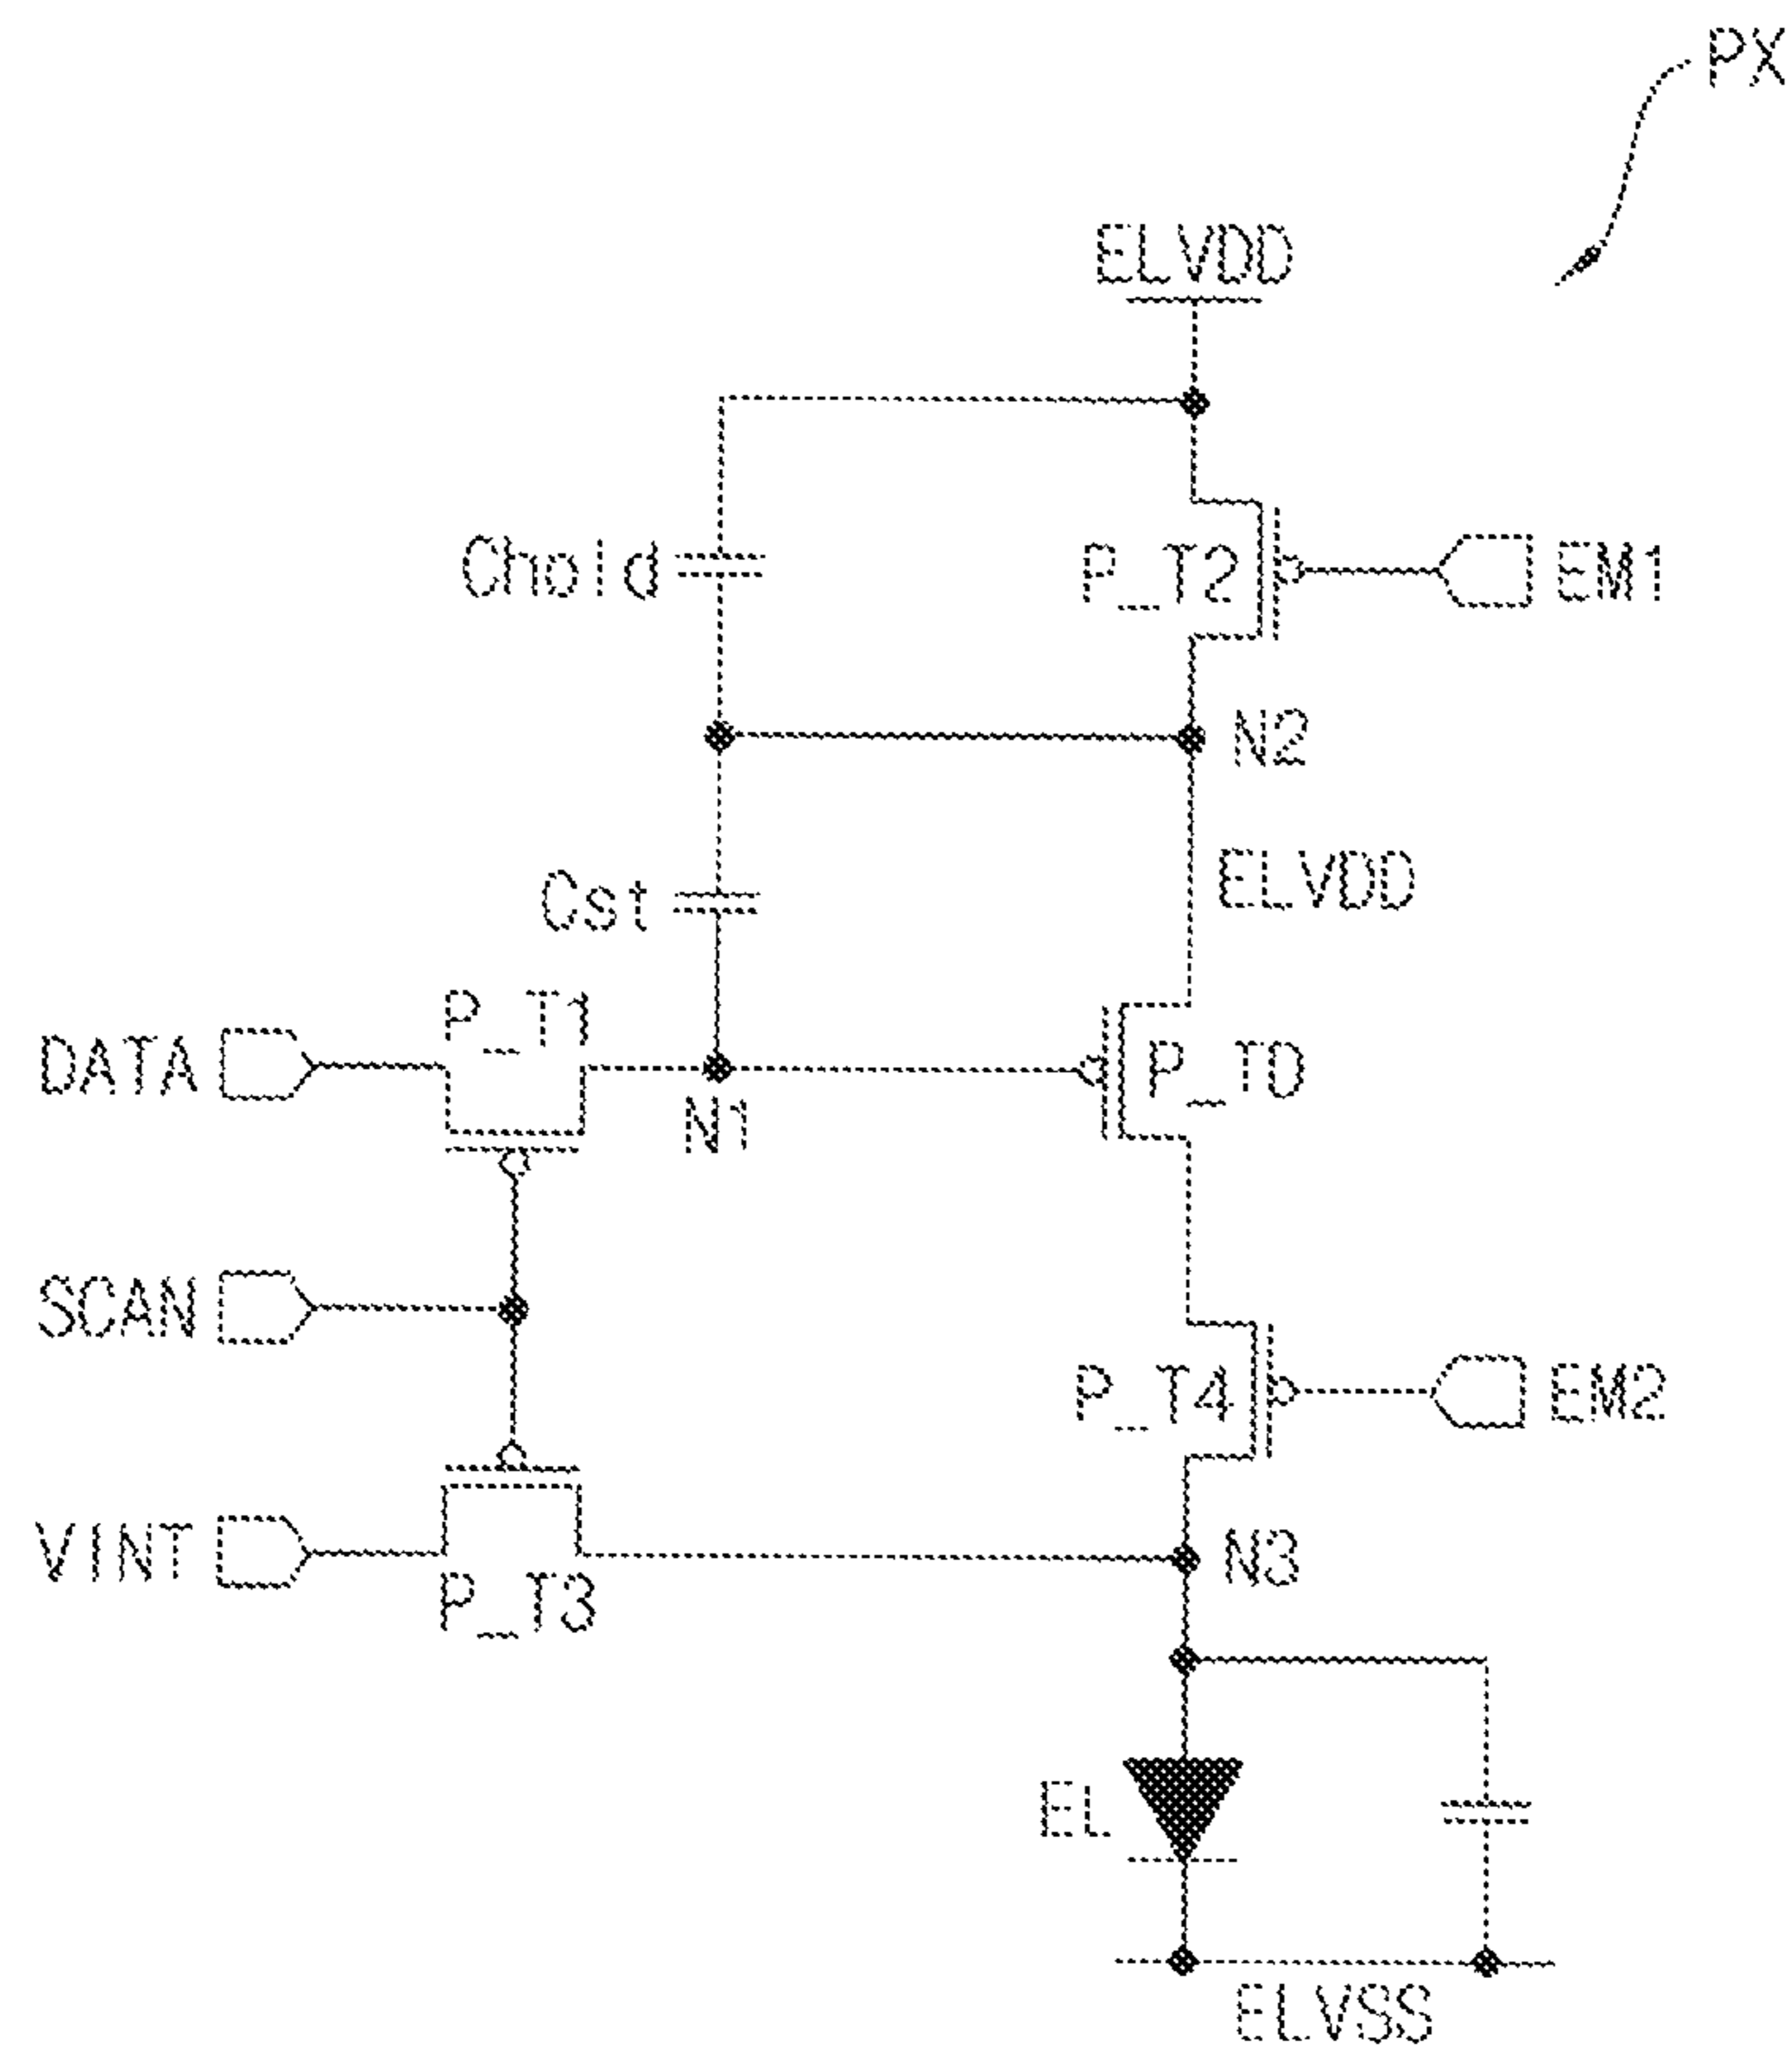 PX
ELVDD
Chold
P_T2
EM1
N2
ELVDD
Cst
P_T1
DATA
P_TD
N1
SCAN
P_T4
EM2
VINT
N3
P_T3
EL
ELVSS